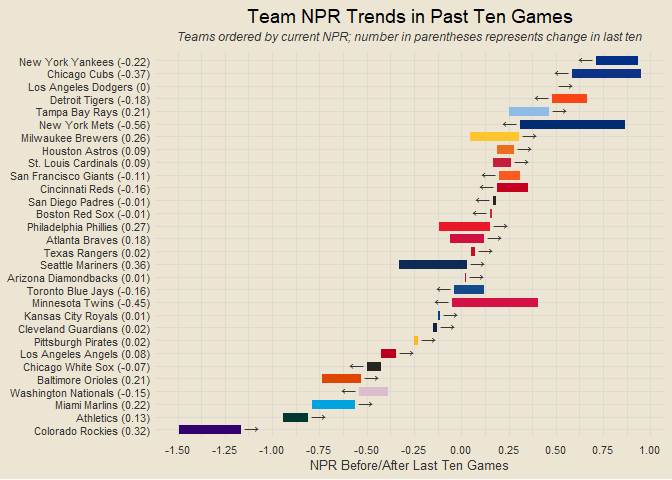 Team NPR Trends in Past Ten Games
Teams ordered by current NPR; number in parentheses represents change in last ten
New York Yankees (-0.22)
Chicago Cubs (-0.37)
Los Angeles Dodgers (0)
Detroit Tigers (-0.18)
Tampa Bay Rays (0.21)
New York Mets (-0.56)
Milwaukee Brewers (0.26)
Houston Astros (0.09)
St. Louis Cardinals (0.09)
San Francisco Giants (-0.11)
Cincinnati Reds (-0.16)
San Diego Padres (-0.01)
Boston Red Sox (-0.01)
Philadelphia Phillies (0.27)
Atlanta Braves (0.18)
Texas Rangers (0.02)
Seattle Mariners (0.36)
Arizona Diamondbacks (0.01)
Toronto Blue Jays (-0.16)
Minnesota Twins (-0.45)
Kansas City Royals (0.01)
Cleveland Guardians (0.02)
Pittsburgh Pirates (0.02)
Los Angeles Angels (0.08)
Chicago White Sox (-0.07)
Baltimore Orioles (0.21)
Washington Nationals (-0.15)
Miami Marlins (0.22)
Athletics (0.13)
Colorado Rockies (0.32)
-1.50 -1.25 -1.00 -0.75 -0.50 -0.25 0.00 0.25 0.50 0.75 1.00
NPR Before/After Last Ten Games